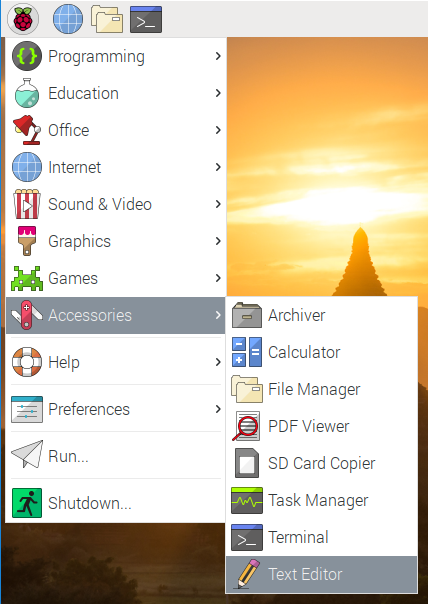 Programming
Education
Office
Internet
Sound & Video
Graphics
Games
Accessories
Help
Preferences
Run...
Shutdown...
Archiver
Calculator
File Manager
PDF Viewer
SD Card Copier
Task Manager
Terminal
Text Editor